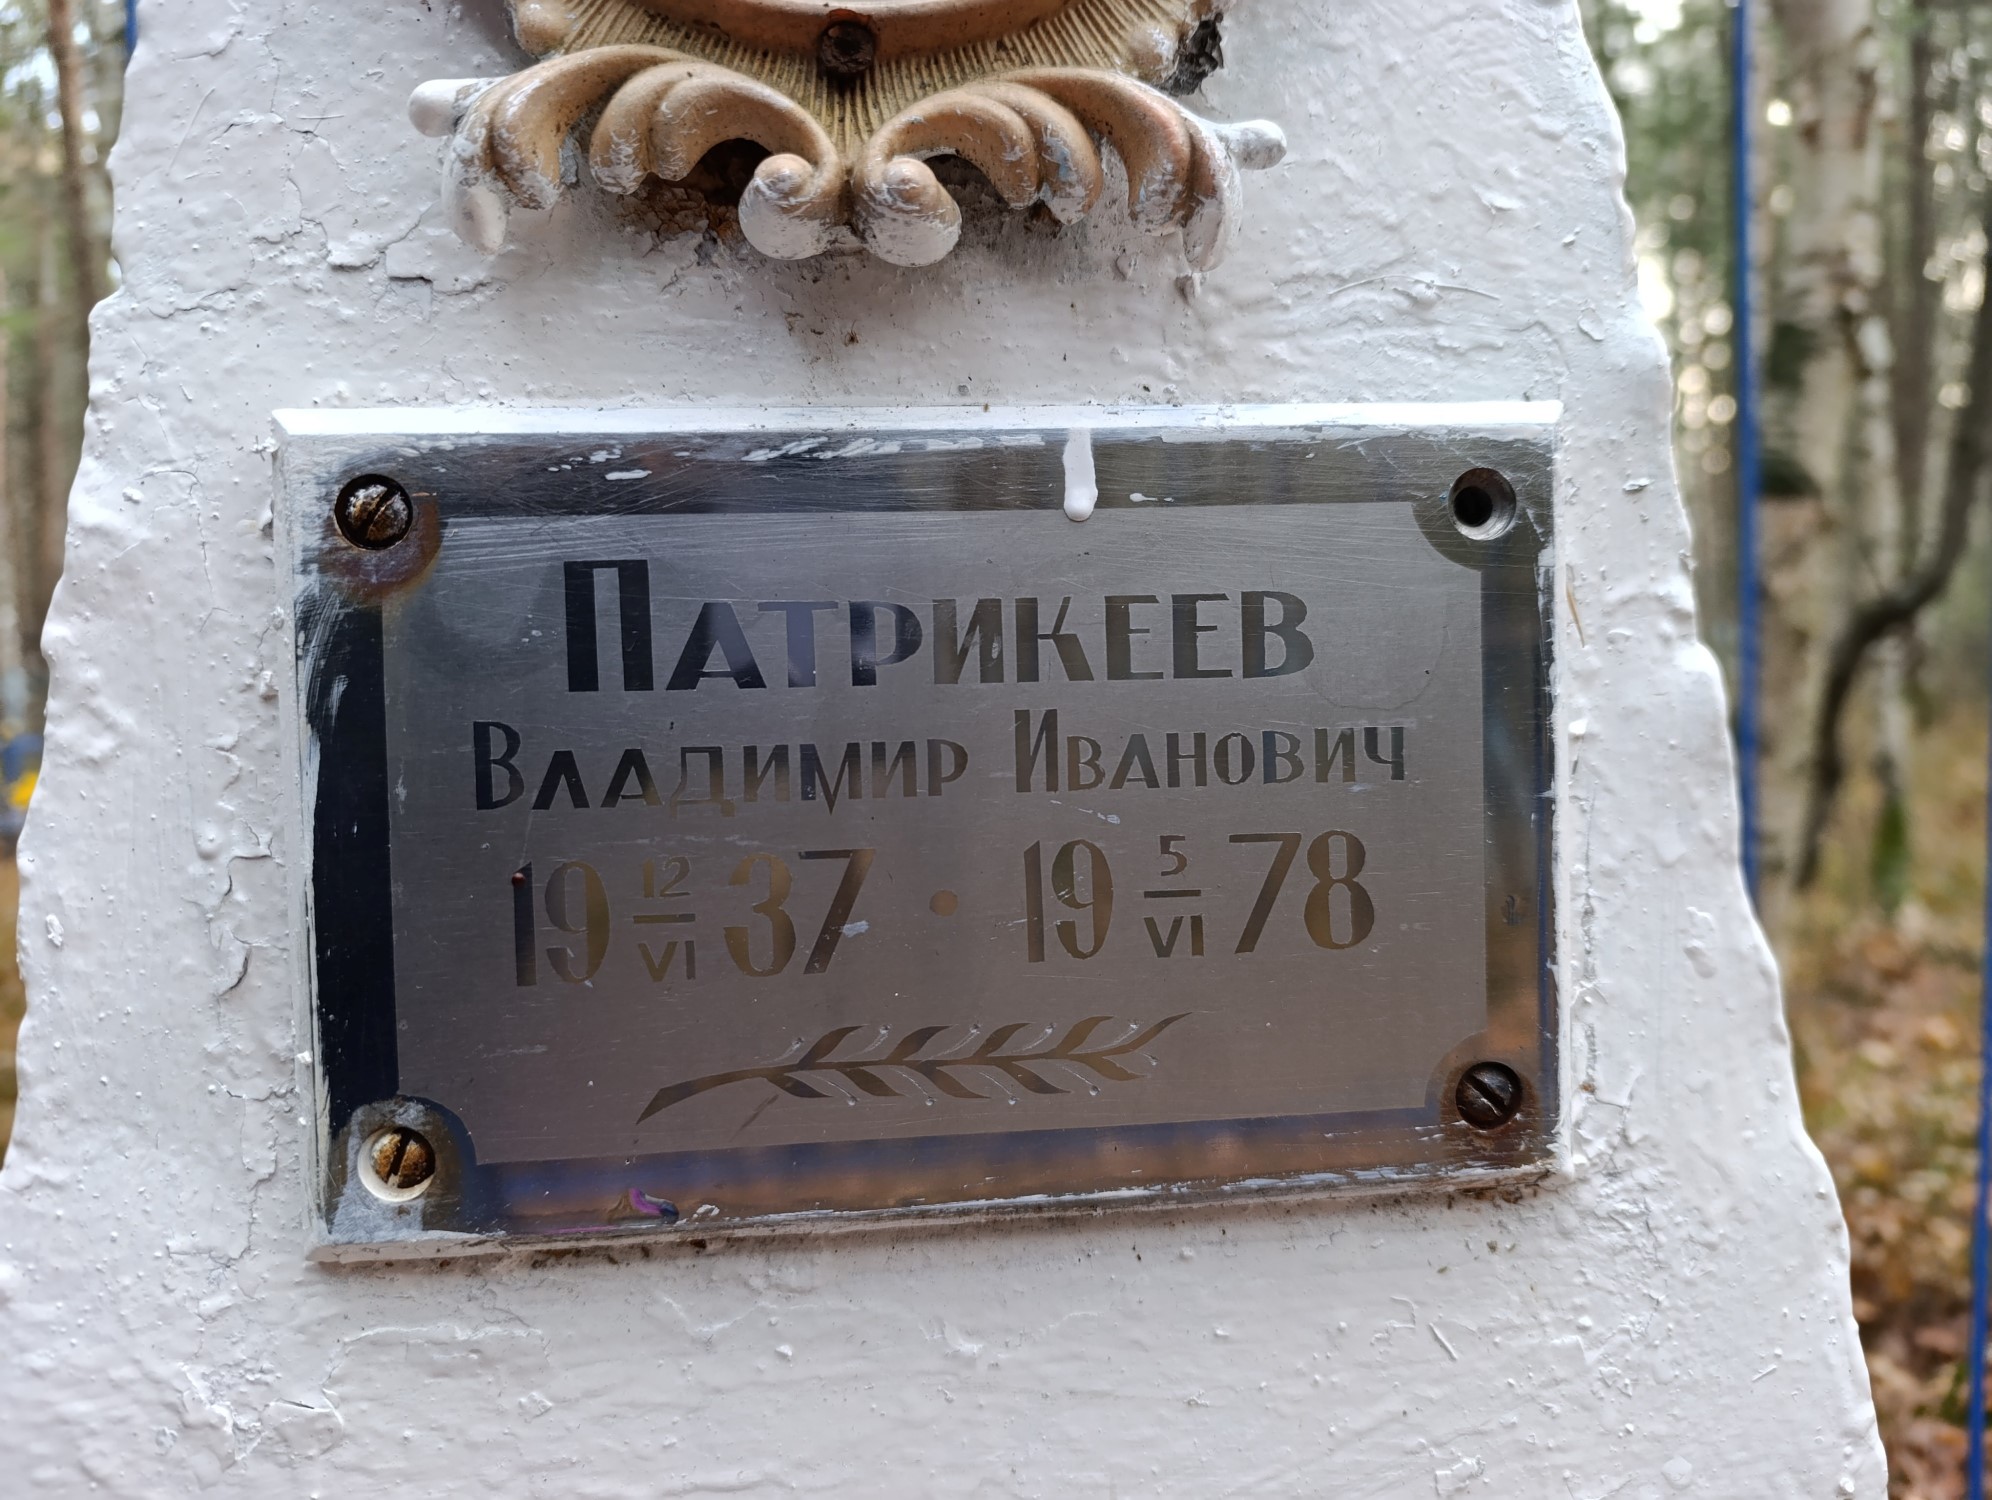 Патрикеев
Владимир Иванович
19 12/VI 37 · 19 5/VI 78